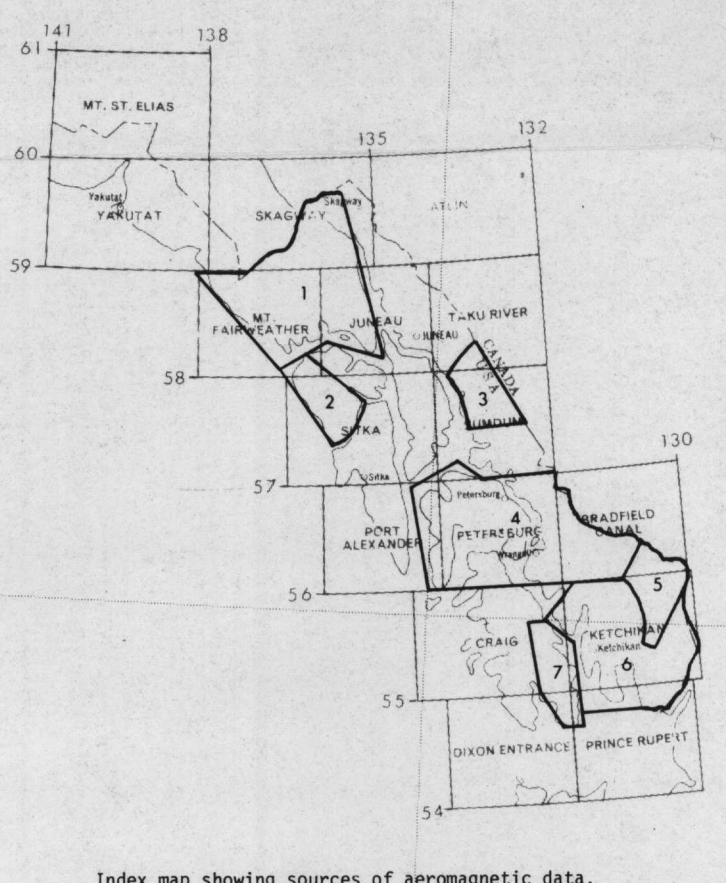 141
138
61
MT. ST. ELIAS
60
135
132
Yakutat
YAKUTAT
SKAGWAY
Skagway
ATLIN
59
1
MT.
FAIRWEATHER
JUNEAU
JUNEAU
TAKU RIVER
CANADA
USA
58
2
SITKA
3
SUMDUM
57
Sitka
130
Petersburg
4
PETERSBURG
Wrangell
BRADFIELD
CANAL
PORT
ALEXANDER
56
5
CRAIG
KETCHIKAN
Ketchikan
6
7
55
DIXON ENTRANCE
PRINCE RUPERT
54
Index map showing sources of aeromagnetic data.